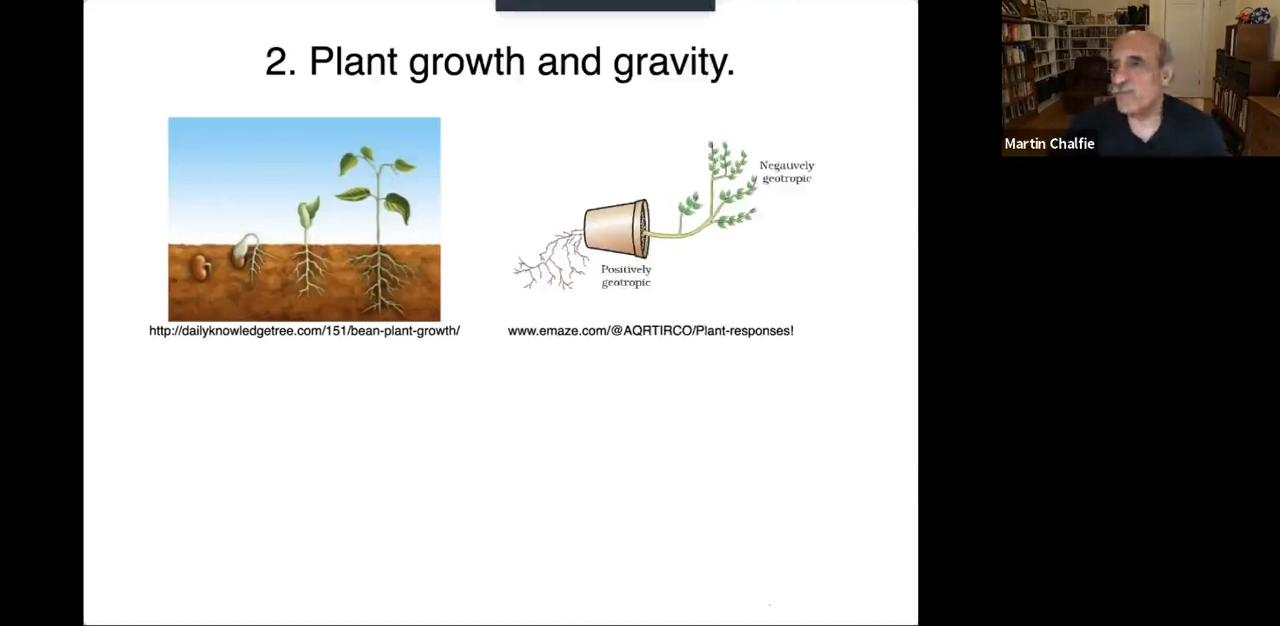 2. Plant growth and gravity.
Martin Chalfie
Negatively
geotropic
Positively
geotropic
http://dailyknowledgetree.com/151/bean-plant-growth/
www.emaze.com/@AQRTIRCO/Plant-responses!